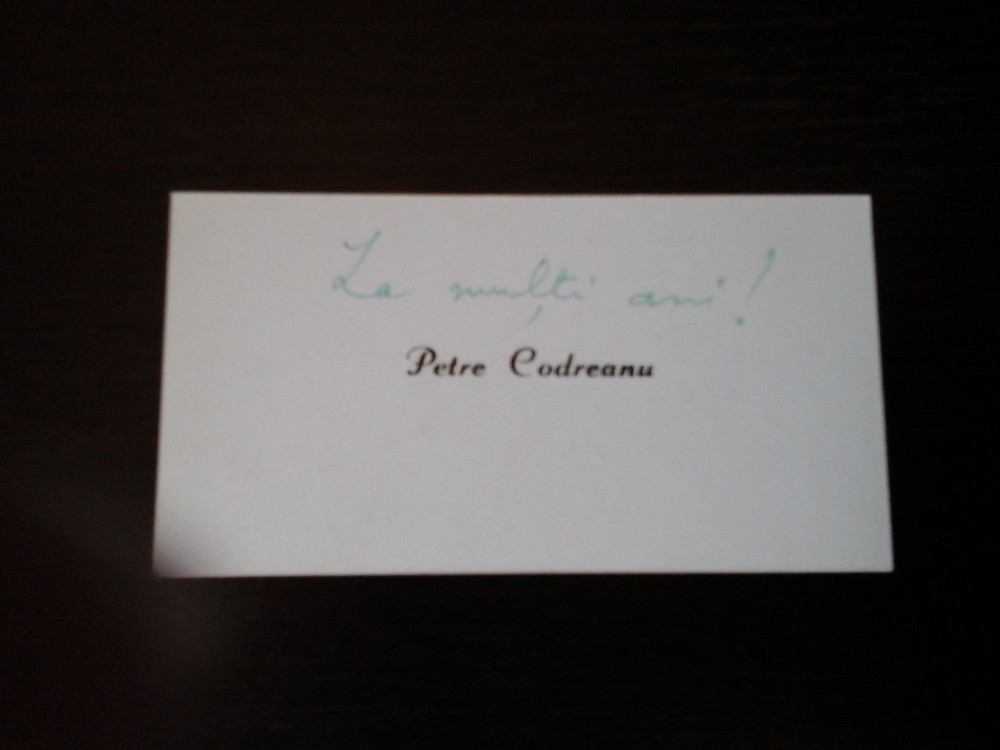 La mulți ani!
Petre Codreanu